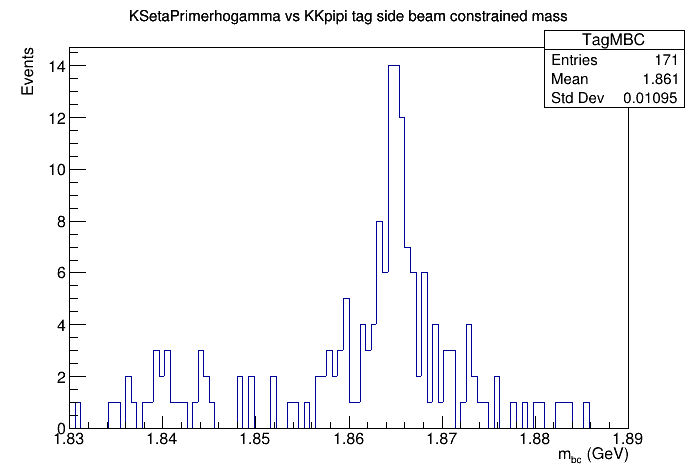 KSetaPrimerhogamma vs KKpipi tag side beam constrained mass
TagMBC
Entries 171
Mean 1.861
Std Dev 0.01095
Events
14
12
10
8
6
4
2
0
1.83 1.84 1.85 1.86 1.87 1.88 1.89
m_bc (GeV)